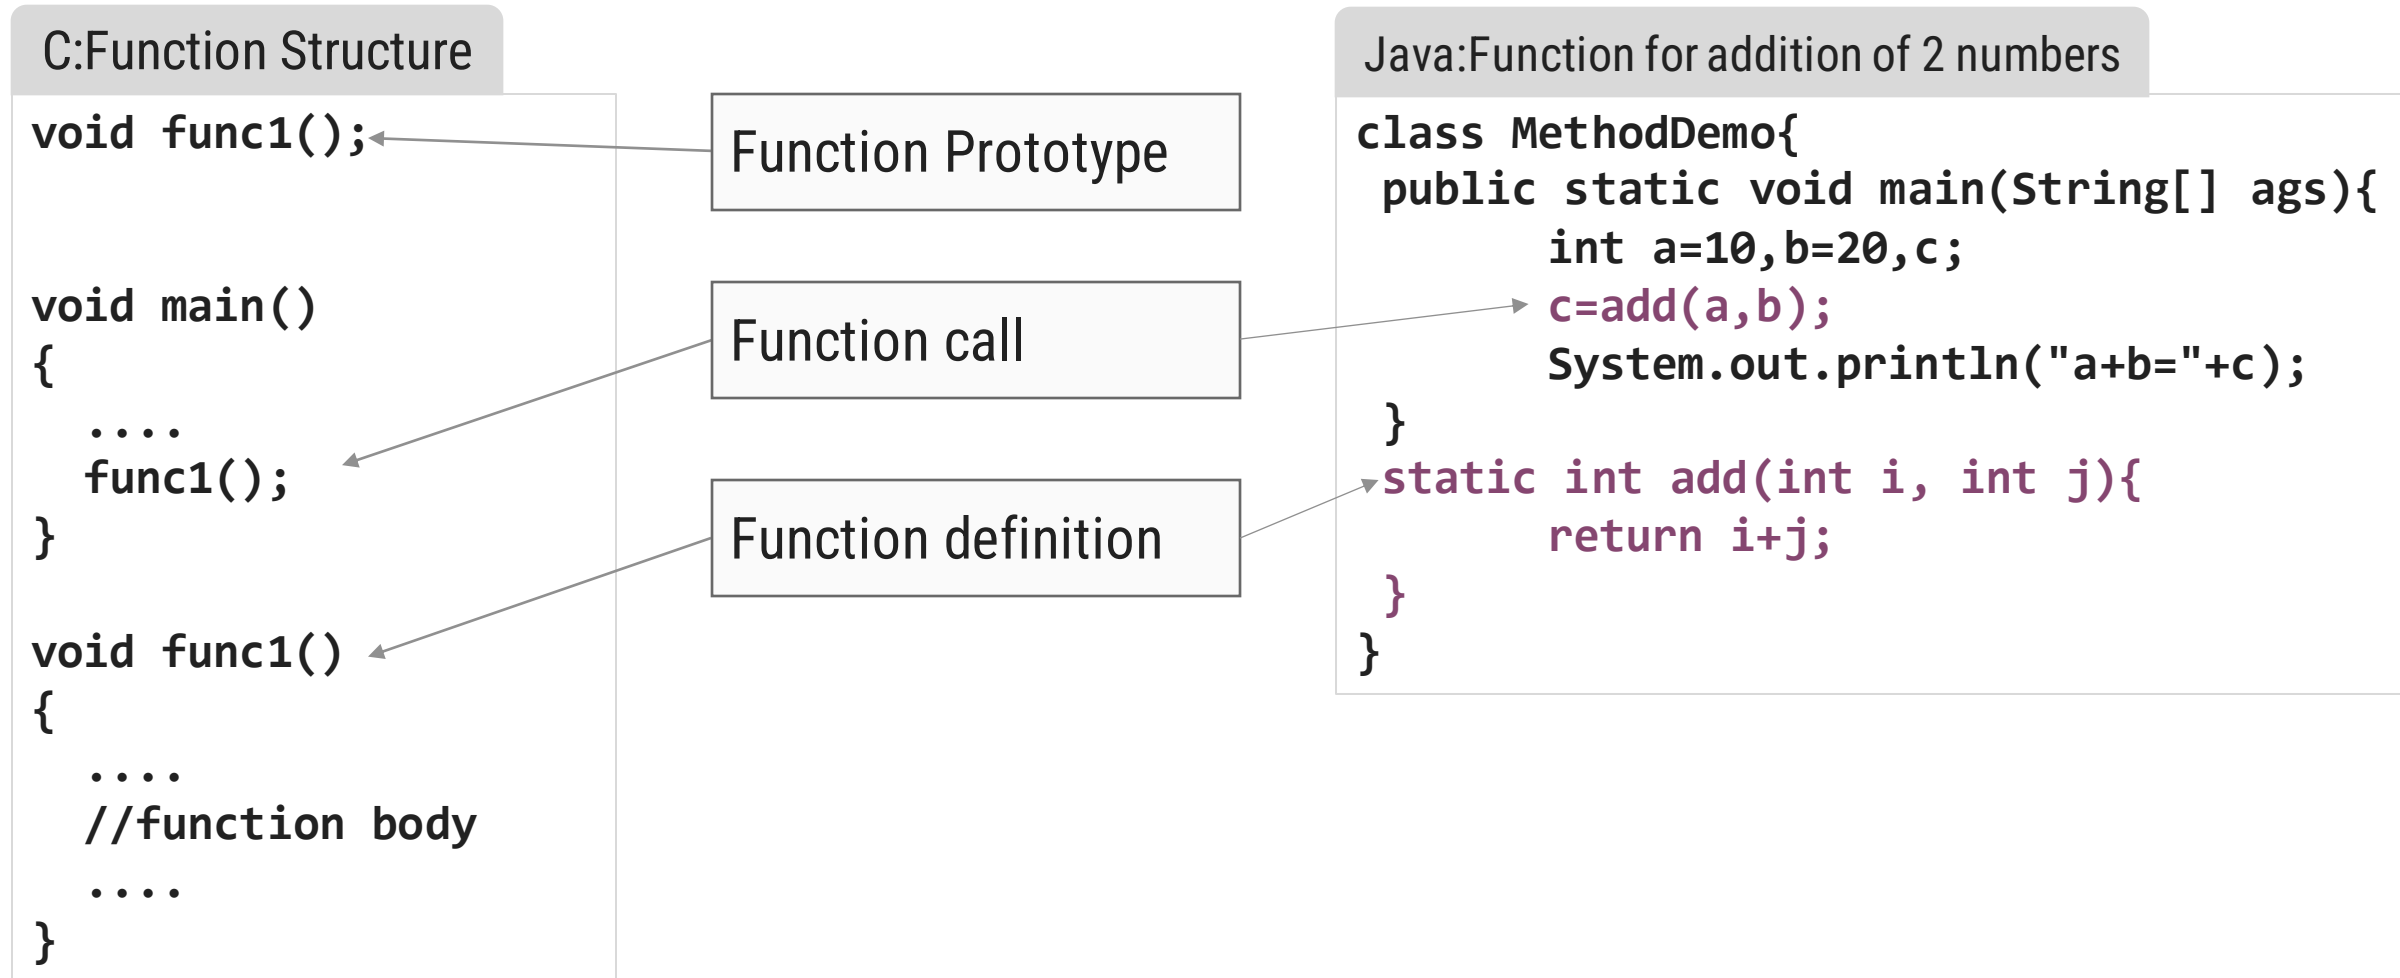 C:Function Structure
void func1();
void main()
{
....
func1();
}
void func1()
{
....
//function body
....
}
Function Prototype
Function call
Function definition
Java:Function for addition of 2 numbers
class MethodDemo{
public static void main(String[] ags){
int a=10,b=20,c;
c=add(a,b);
System.out.println("a+b="+c);
}
static int add(int i, int j){
return i+j;
}
}